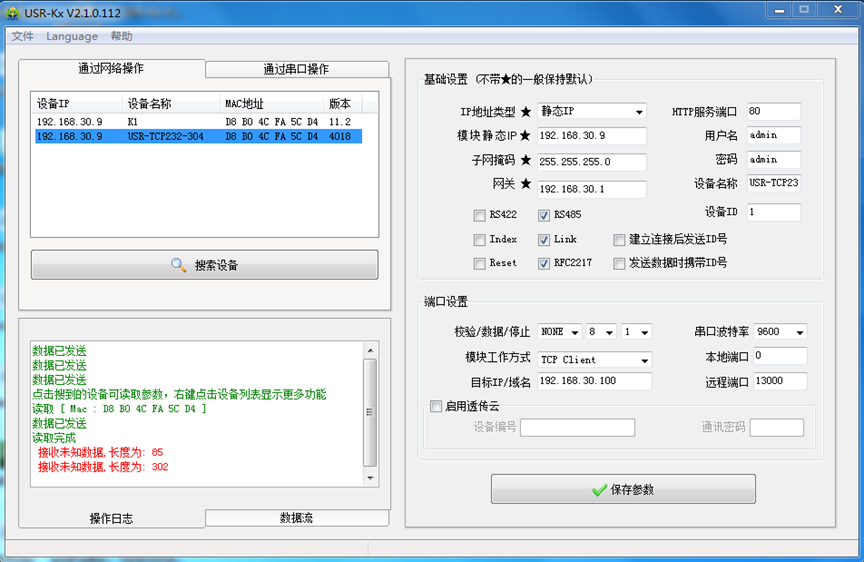 USR-Kx V2.1.0.112
文件 Language 帮助
通过网络操作 通过串口操作
设备IP 设备名称 MAC地址 版本
192.168.30.9 K1 D8 B0 4C FA 5C D4 11.2
192.168.30.9 USR-TCP232-304 D8 B0 4C FA 5C D4 4018
搜索设备
数据已发送
数据已发送
数据已发送
点击搜到的设备可读取参数，右键点击设备列表显示更多功能
读取 [ Mac : D8 B0 4C FA 5C D4 ]
数据已发送
读取完成
接收未知数据,长度为: 85
接收未知数据,长度为: 302
操作日志 数据流
基础设置（不带★的一般保持默认）
IP地址类型 ★ 静态IP HTTP服务端口 80
模块静态IP ★ 192.168.30.9 用户名 admin
子网掩码 ★ 255.255.255.0 密码 admin
网关 ★ 192.168.30.1 设备名称 USR-TCP23
RS422 RS485 设备ID 1
Index Link 建立连接后发送ID号
Reset RFC2217 发送数据时携带ID号
端口设置
校验/数据/停止 NONE 8 1 串口波特率 9600
模块工作方式 TCP Client 本地端口 0
目标IP/域名 192.168.30.100 远程端口 13000
启用透传云
设备编号 通讯密码
保存参数